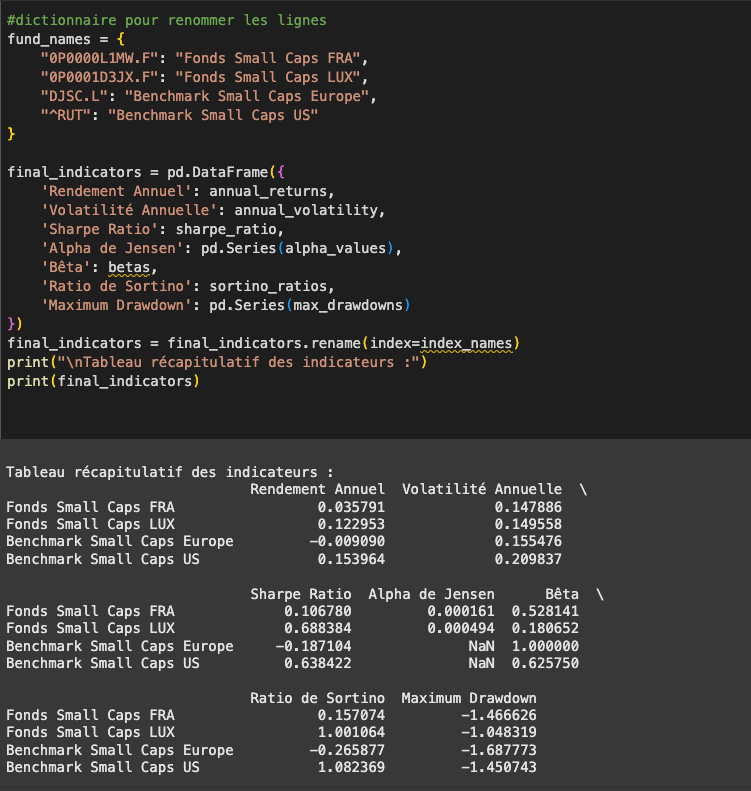 #dictionnaire pour renommer les lignes
fund_names = {
    "0P0000L1MW.F": "Fonds Small Caps FRA",
    "0P0001D3JX.F": "Fonds Small Caps LUX",
    "DJSC.L": "Benchmark Small Caps Europe",
    "^RUT": "Benchmark Small Caps US"
}

final_indicators = pd.DataFrame({
    'Rendement Annuel': annual_returns,
    'Volatilité Annuelle': annual_volatility,
    'Sharpe Ratio': sharpe_ratio,
    'Alpha de Jensen': pd.Series(alpha_values),
    'Bêta': betas,
    'Ratio de Sortino': sortino_ratios,
    'Maximum Drawdown': pd.Series(max_drawdowns)
})
final_indicators = final_indicators.rename(index=index_names)
print("\nTableau récapitulatif des indicateurs :")
print(final_indicators)

Tableau récapitulatif des indicateurs :
                             Rendement Annuel  Volatilité Annuelle  \
Fonds Small Caps FRA                 0.035791             0.147886
Fonds Small Caps LUX                 0.122953             0.149558
Benchmark Small Caps Europe         -0.009090             0.155476
Benchmark Small Caps US              0.153964             0.209837

                             Sharpe Ratio  Alpha de Jensen      Bêta  \
Fonds Small Caps FRA             0.106780         0.000161  0.528141
Fonds Small Caps LUX             0.688384         0.000494  0.180652
Benchmark Small Caps Europe     -0.187104              NaN  1.000000
Benchmark Small Caps US          0.638422              NaN  0.625750

                             Ratio de Sortino  Maximum Drawdown
Fonds Small Caps FRA                 0.157074         -1.466626
Fonds Small Caps LUX                 1.001064         -1.048319
Benchmark Small Caps Europe         -0.265877         -1.687773
Benchmark Small Caps US              1.082369         -1.450743